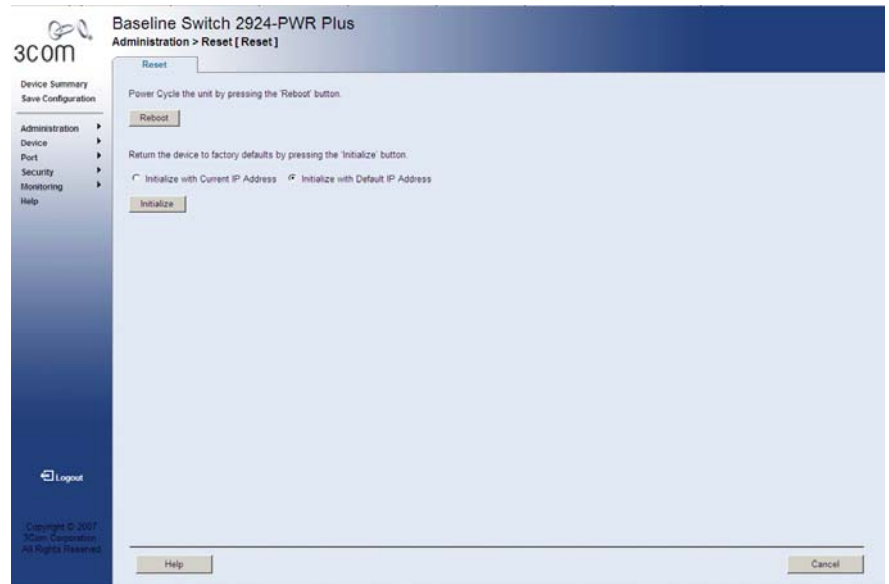 3COM
Baseline Switch 2924-PWR Plus
Administration > Reset [ Reset ]
Reset
Device Summary
Save Configuration
Administration
Device
Port
Security
Monitoring
Help
Power Cycle the unit by pressing the 'Reboot' button.
Reboot
Return the device to factory defaults by pressing the 'Initialize' button.
Initialize with Current IP Address Initialize with Default IP Address
Initialize
Logout
Copyright © 2007
3Com Corporation.
All Rights Reserved.
Help Cancel